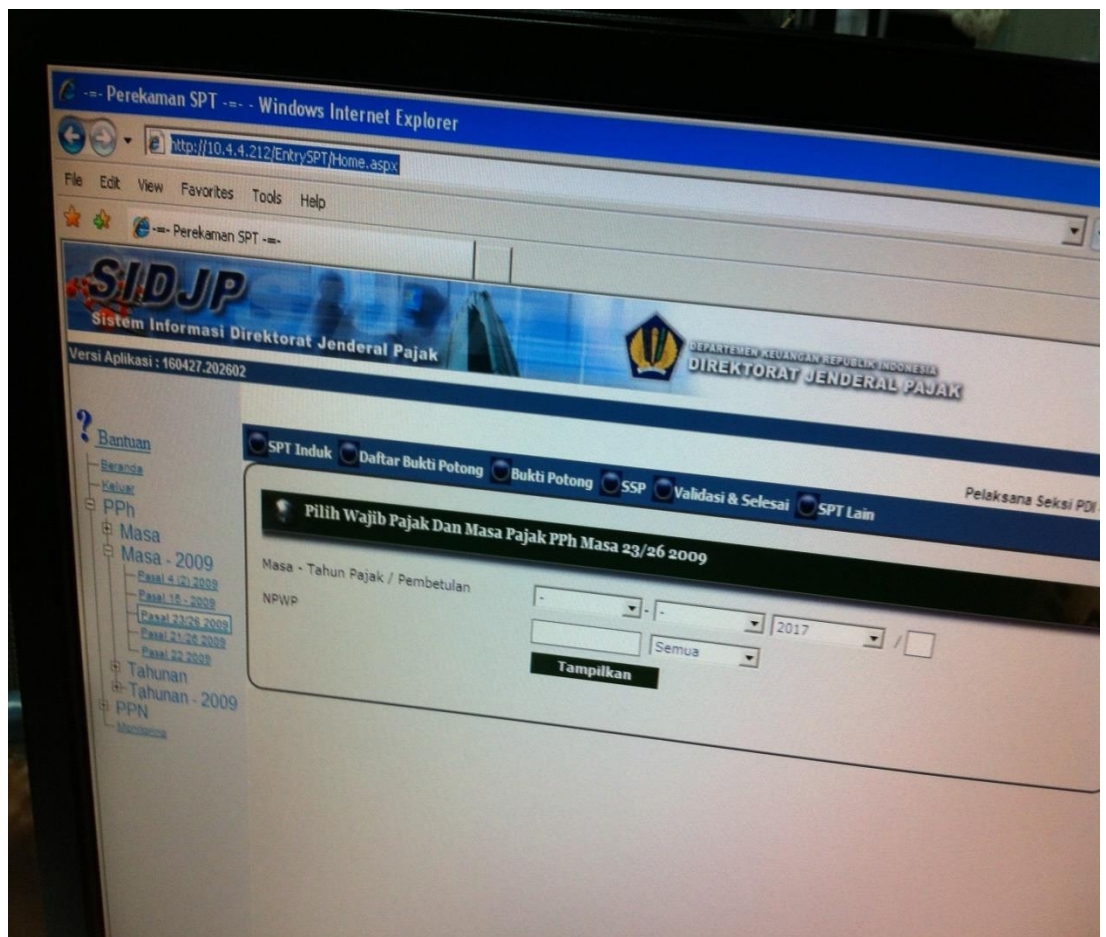 -=- Perekaman SPT -=- - Windows Internet Explorer
http://10.4.4.212/EntrySPT/Home.aspx
File Edit View Favorites Tools Help
-=- Perekaman SPT -=-
SIDJP
Sistem Informasi Direktorat Jenderal Pajak
DEPARTEMEN KEUANGAN REPUBLIK INDONESIA
DIREKTORAT JENDERAL PAJAK
Versi Aplikasi : 160427.202602
Pelaksana Seksi PDI
? Bantuan
Beranda
Keluar
PPh
Masa
Masa - 2009
Pasal 4 (2) 2009
Pasal 15 - 2009
Pasal 23/26 2009
Pasal 21/26 2009
Pasal 22 2009
Tahunan
Tahunan - 2009
PPN
Monitoring
SPT Induk Daftar Bukti Potong Bukti Potong SSP Validasi & Selesai SPT Lain
Pilih Wajib Pajak Dan Masa Pajak PPh Masa 23/26 2009
Masa - Tahun Pajak / Pembetulan - - - 2017 /
NPWP Semua
Tampilkan